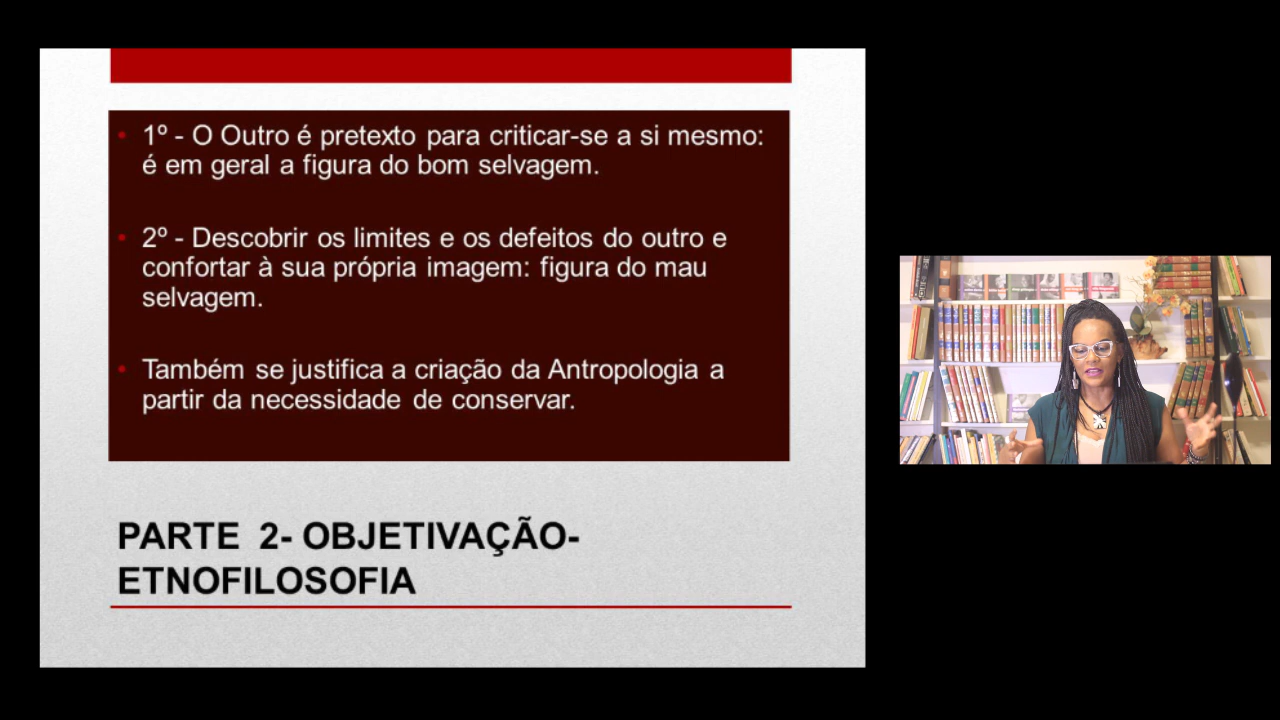 1º - O Outro é pretexto para criticar-se a si mesmo:
é em geral a figura do bom selvagem.
2º - Descobrir os limites e os defeitos do outro e
confortar à sua própria imagem: figura do mau
selvagem.
Também se justifica a criação da Antropologia a
partir da necessidade de conservar.
PARTE 2- OBJETIVAÇÃO-
ETNOFILOSOFIA